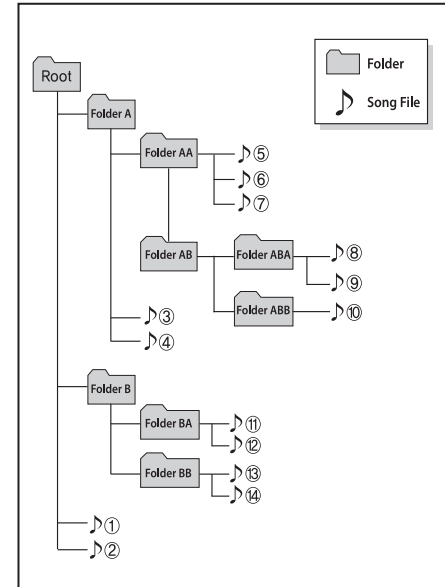 Root
Folder
Song File
Folder A
Folder AA
⑤
⑥
⑦
Folder AB
Folder ABA
⑧
⑨
Folder ABB
⑩
③
④
Folder B
Folder BA
⑪
⑫
Folder BB
⑬
⑭
①
②